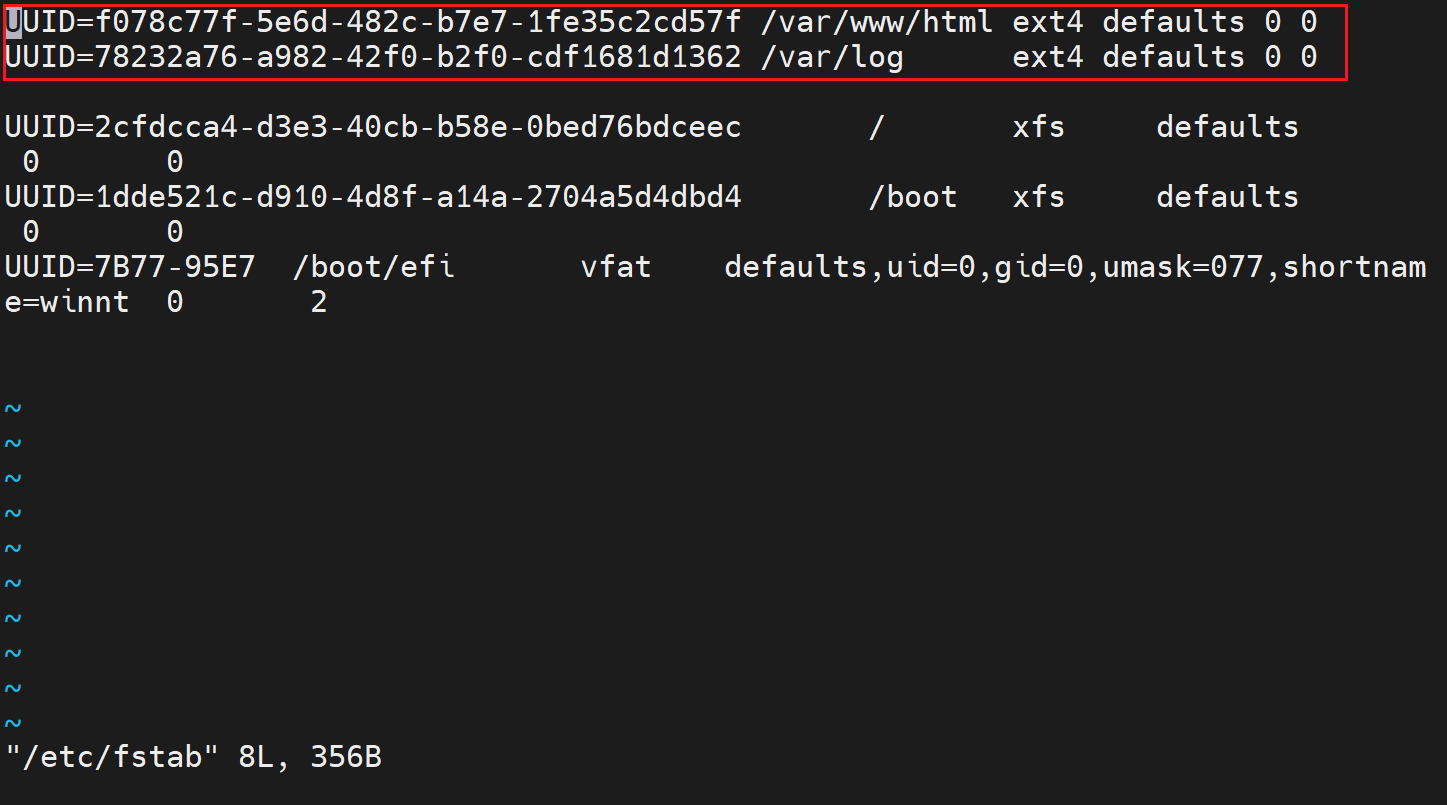 UUID=f078c77f-5e6d-482c-b7e7-1fe35c2cd57f /var/www/html ext4 defaults 0 0
UUID=78232a76-a982-42f0-b2f0-cdf1681d1362 /var/log      ext4 defaults 0 0

UUID=2cfdcca4-d3e3-40cb-b58e-0bed76bdceec       /       xfs     defaults
 0       0
UUID=1dde521c-d910-4d8f-a14a-2704a5d4dbd4       /boot   xfs     defaults
 0       0
UUID=7B77-95E7  /boot/efi       vfat    defaults,uid=0,gid=0,umask=077,shortnam
e=winnt  0       2
~
~
~
~
~
~
~
~
~
~
"/etc/fstab" 8L, 356B